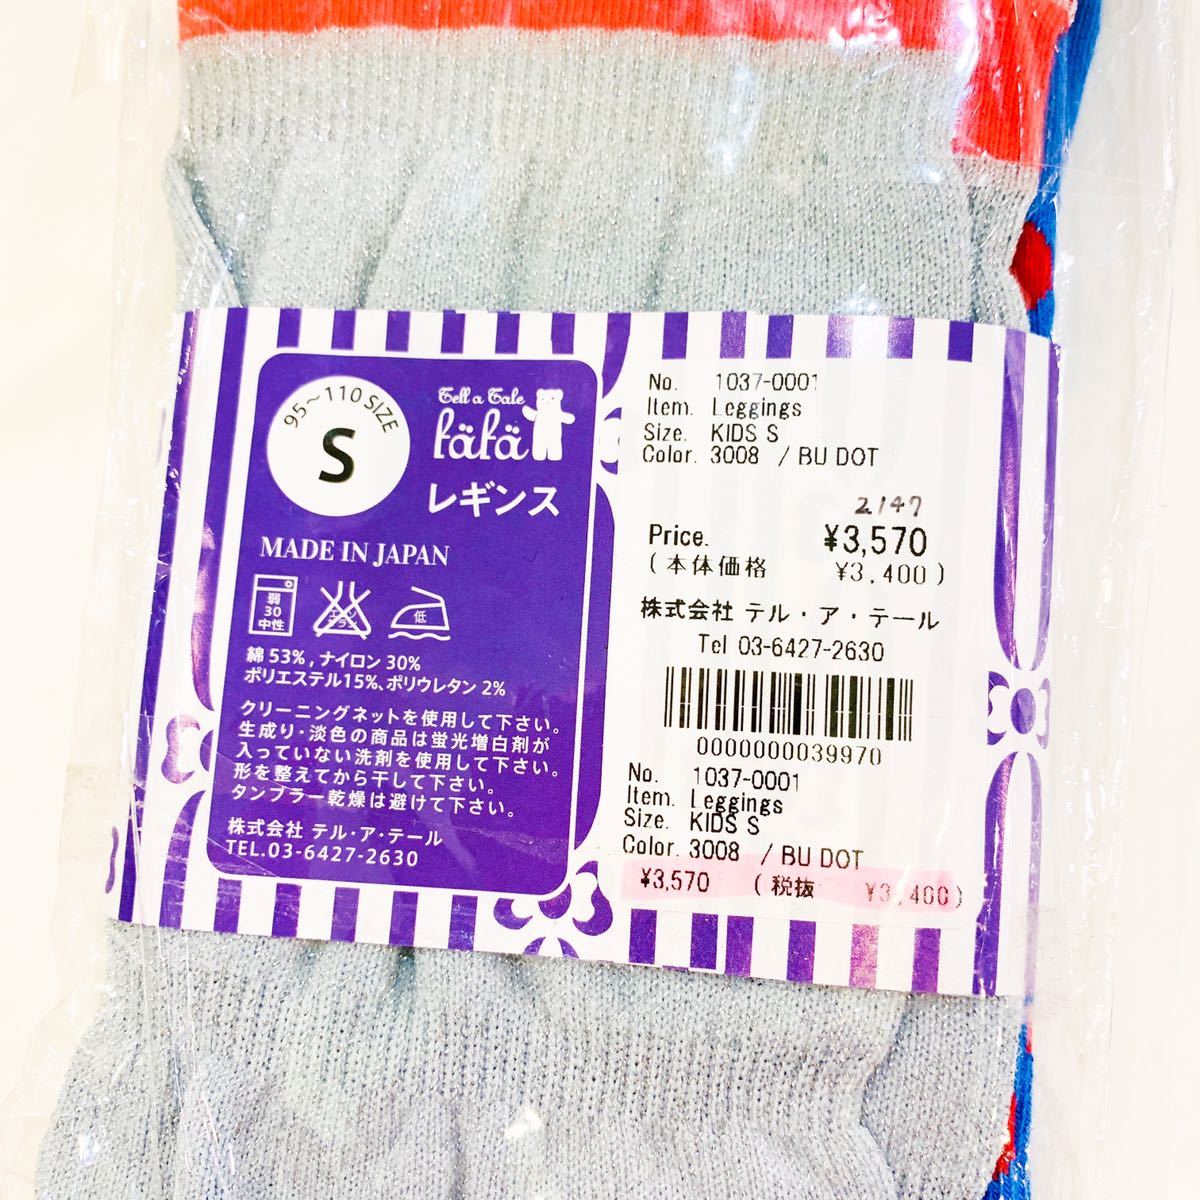 95～110 SIZE
S
Tell a Tale
fäfä
レギンス
MADE IN JAPAN
弱
30
中性
エンソ
ドライ
低
綿 53%, ナイロン 30%
ポリエステル15%、ポリウレタン 2%
クリーニングネットを使用して下さい。
生成り・淡色の商品は蛍光増白剤が
入っていない洗剤を使用して下さい。
形を整えてから干して下さい。
タンブラー乾燥は避けて下さい。
株式会社 テル・ア・テール
TEL.03-6427-2630
No. 1037-0001
Item. Leggings
Size. KIDS S
Color. 3008 / BU DOT
2147
Price. ¥3,570
(本体価格 ¥3,400)
株式会社 テル・ア・テール
Tel 03-6427-2630
0000000039970
No. 1037-0001
Item. Leggings
Size. KIDS S
Color. 3008 / BU DOT
¥3,570 (税抜 ¥3,400)